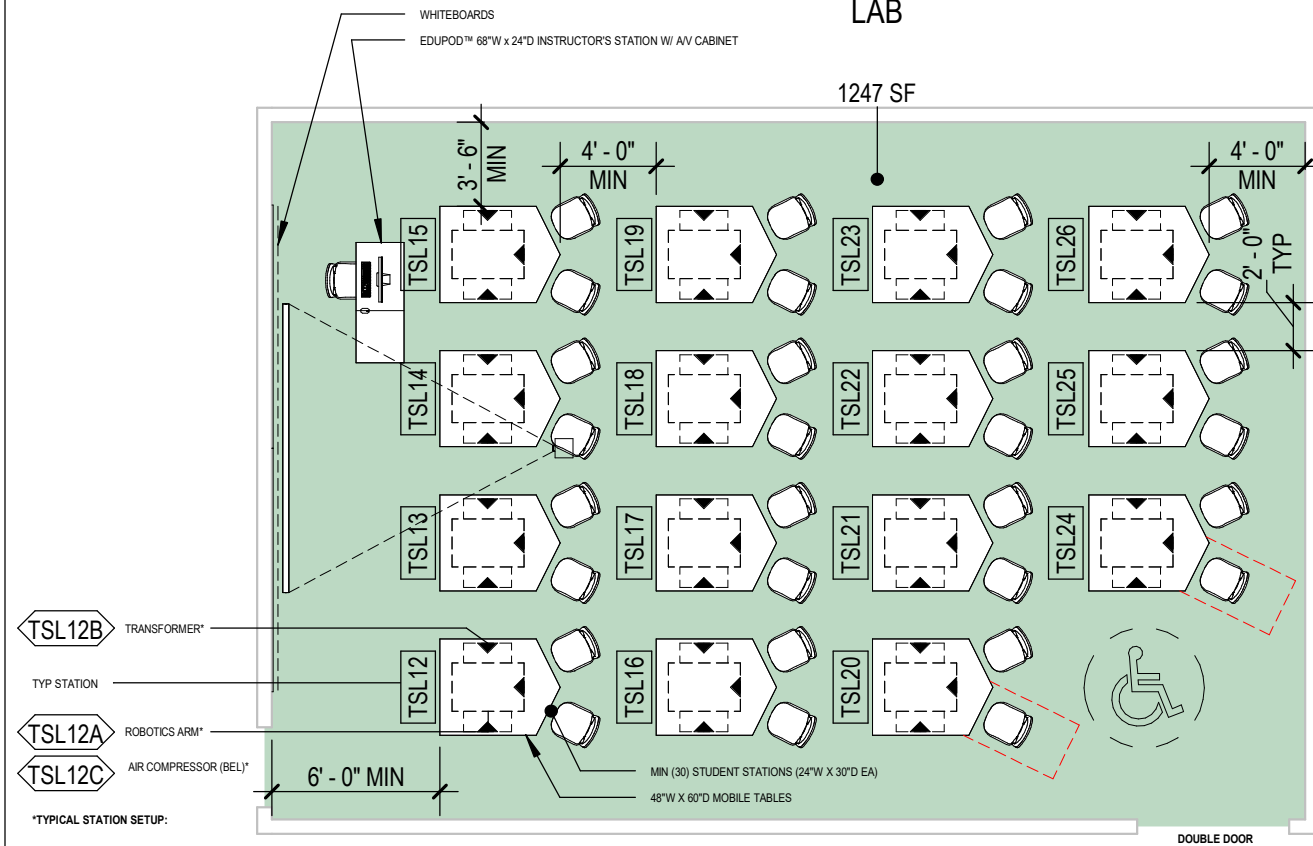 LAB
WHITEBOARDS
EDUPOD™ 68"W x 24"D INSTRUCTOR'S STATION W/ A/V CABINET
1247 SF
3' - 6"
MIN
4' - 0"
MIN
4' - 0"
MIN
2' - 0"
TYP
TSL15
TSL19
TSL23
TSL26
TSL14
TSL18
TSL22
TSL25
TSL13
TSL17
TSL21
TSL24
TSL12
TSL16
TSL20
TSL12B
TRANSFORMER*
TYP STATION
TSL12A
ROBOTICS ARM*
TSL12C
AIR COMPRESSOR (BEL)*
6' - 0" MIN
MIN (30) STUDENT STATIONS (24"W X 30"D EA)
48"W X 60"D MOBILE TABLES
*TYPICAL STATION SETUP:
DOUBLE DOOR